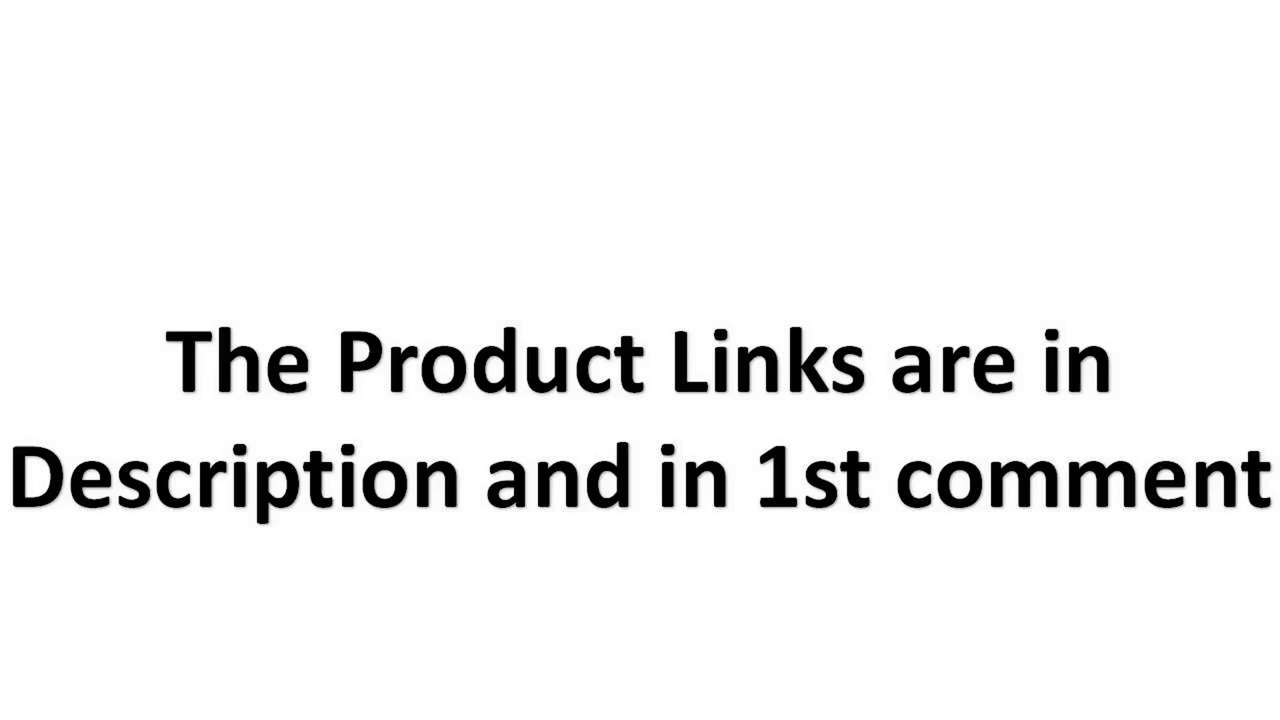 The Product Links are in
Description and in 1st comment